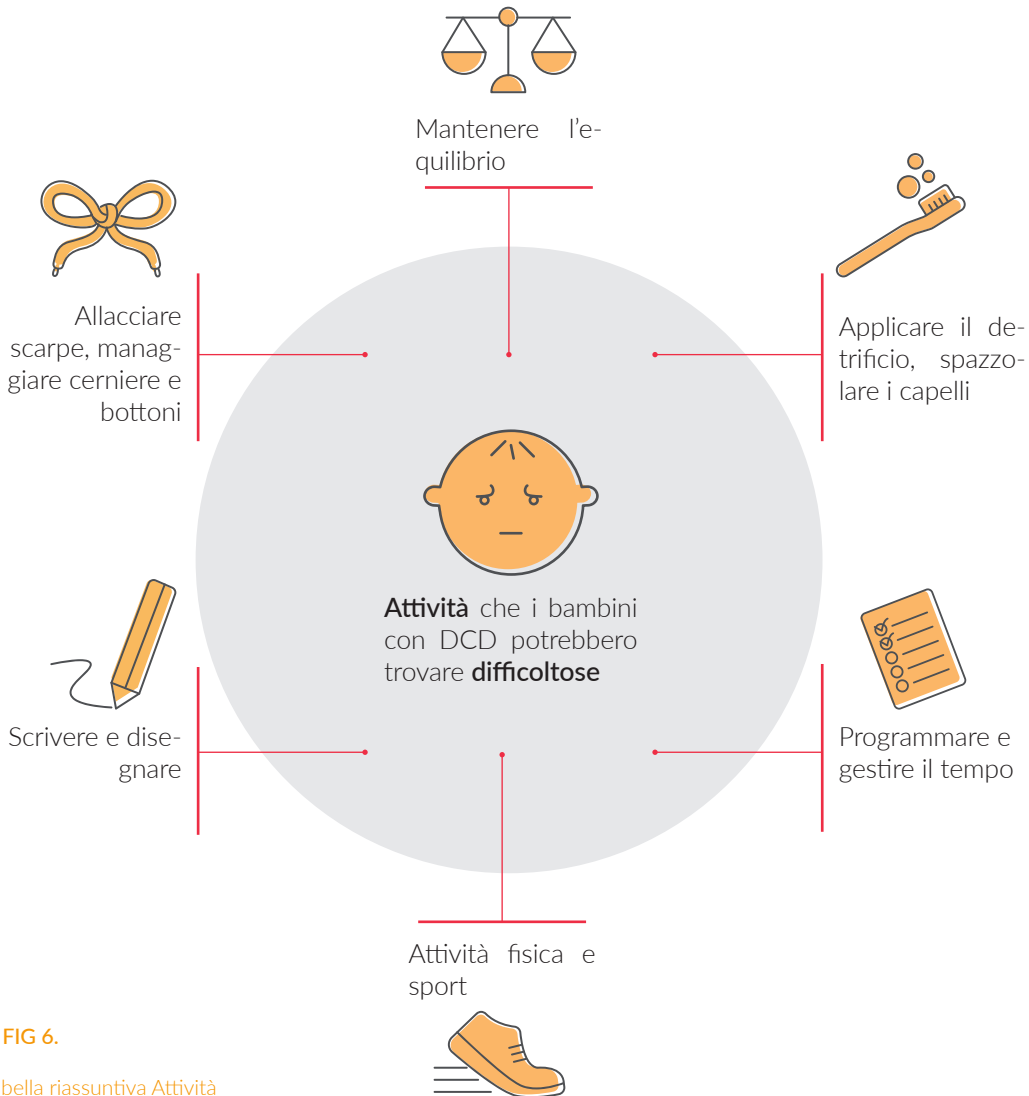 Mantenere l'e-
quilibrio
Allacciare
scarpe, manag-
giare cerniere e
bottoni
Applicare il de-
trificio, spazzo-
lare i capelli
Attività che i bambini
con DCD potrebbero
trovare difficoltose
Scrivere e dise-
gnare
Programmare e
gestire il tempo
Attività fisica e
sport
FIG 6.
bella riassuntiva Attività